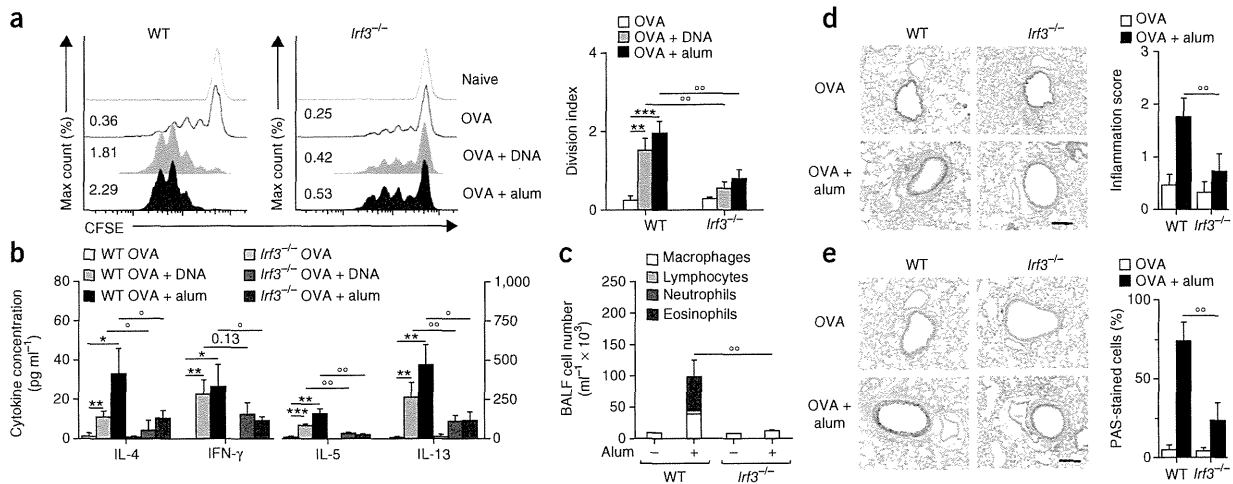 a
WT
Irf3–/–
Max count (%)
Max count (%)
Naive
OVA
OVA + DNA
OVA + alum
0.36
1.81
2.29
0.25
0.42
0.53
CFSE
OVA
OVA + DNA
OVA + alum
Division index
4
2
0
°°
°°
***
**
WT
Irf3–/–
b
WT OVA
WT OVA + DNA
WT OVA + alum
Irf3–/– OVA
Irf3–/– OVA + DNA
Irf3–/– OVA + alum
Cytokine concentration
(pg ml–1)
80
60
40
20
0
1,000
750
500
250
0
°
°
*
**
°
0.13
*
**
°°
°°
**
***
°
°°
**
**
IL-4
IFN-γ
IL-5
IL-13
c
Macrophages
Lymphocytes
Neutrophils
Eosinophils
BALF cell number
(ml–1 × 103)
250
200
150
100
50
0
°°
Alum
–
+
–
+
WT
Irf3–/–
d
WT
Irf3–/–
OVA
OVA +
alum
OVA
OVA + alum
Inflammation score
3
2
1
0
°°
WT
Irf3–/–
e
WT
Irf3–/–
OVA
OVA +
alum
OVA
OVA + alum
PAS-stained cells (%)
100
50
0
°°
WT
Irf3–/–